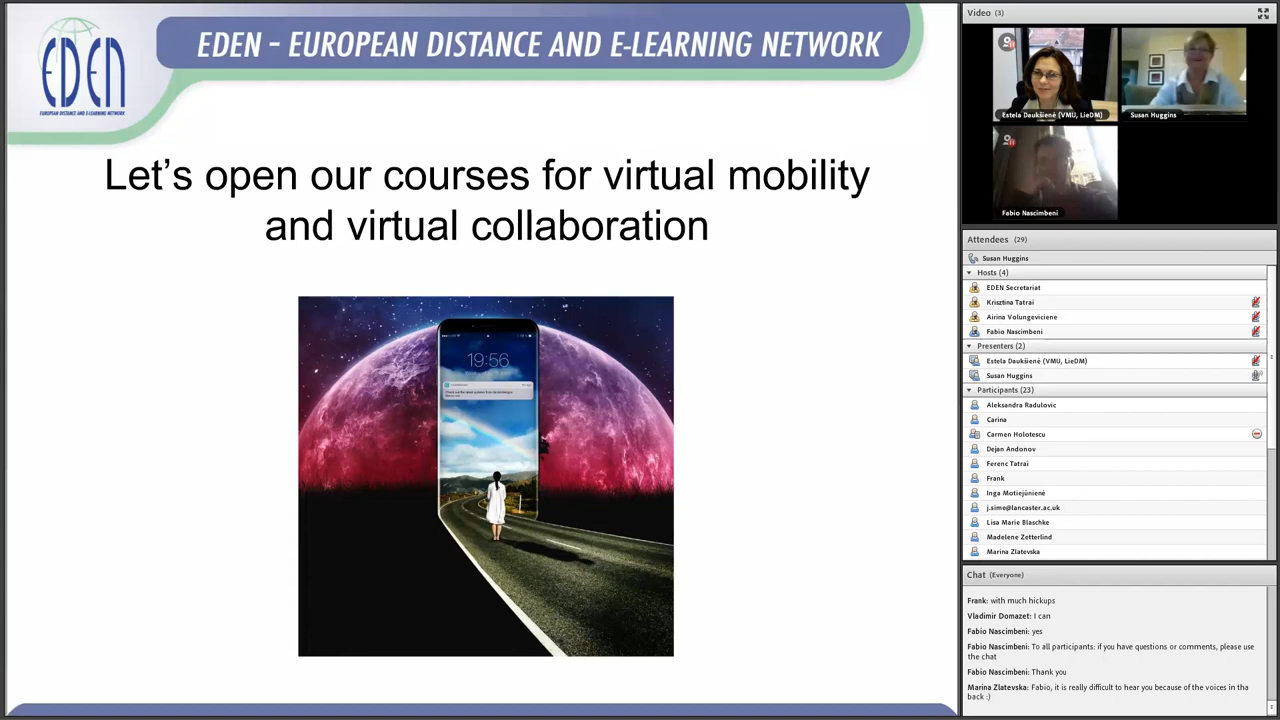 EDEN
EUROPEAN DISTANCE AND E-LEARNING NETWORK
EDEN – EUROPEAN DISTANCE AND E-LEARNING NETWORK
Let’s open our courses for virtual mobility
and virtual collaboration
19:56
Video (3)
Estela Daukšienė (VMU, LieDM)
Susan Huggins
Fabio Nascimbeni
Attendees (29)
Susan Huggins
Hosts (4)
EDEN Secretariat
Krisztina Tatrai
Airina Volungeviciene
Fabio Nascimbeni
Presenters (2)
Estela Daukšienė (VMU, LieDM)
Susan Huggins
Participants (23)
Aleksandra Radulovic
Carina
Carmen Holotescu
Dejan Andonov
Ferenc Tatrai
Frank
Inga Motiejūnienė
j.sime@lancaster.ac.uk
Lisa Marie Blaschke
Madelene Zetterlind
Marina Zlatevska
Chat (Everyone)
Frank: with much hickups
Vladimir Domazet: I can
Fabio Nascimbeni: yes
Fabio Nascimbeni: To all participants: if you have questions or comments, please use
the chat
Fabio Nascimbeni: Thank you
Marina Zlatevska: Fabio, it is really difficult to hear you because of the voices in tha
back :)